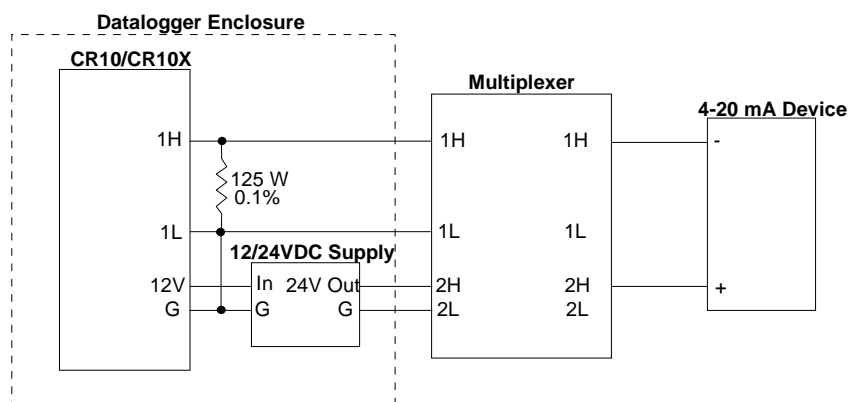 Datalogger Enclosure
CR10/CR10X
Multiplexer
4-20 mA Device
1H
1H
1H
-
125 W
0.1%
1L
1L
1L
12/24VDC Supply
12V
In
24V Out
2H
2H
+
G
G
G
2L
2L